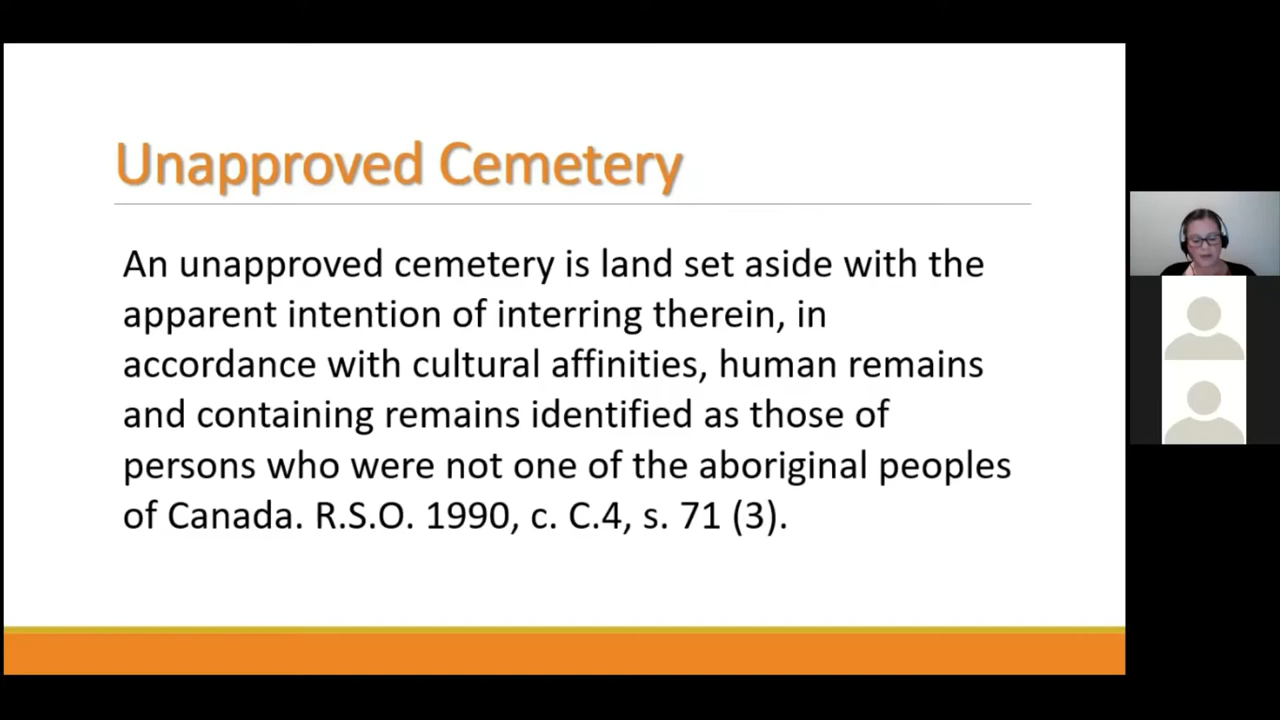 Unapproved Cemetery
An unapproved cemetery is land set aside with the
apparent intention of interring therein, in
accordance with cultural affinities, human remains
and containing remains identified as those of
persons who were not one of the aboriginal peoples
of Canada. R.S.O. 1990, c. C.4, s. 71 (3).